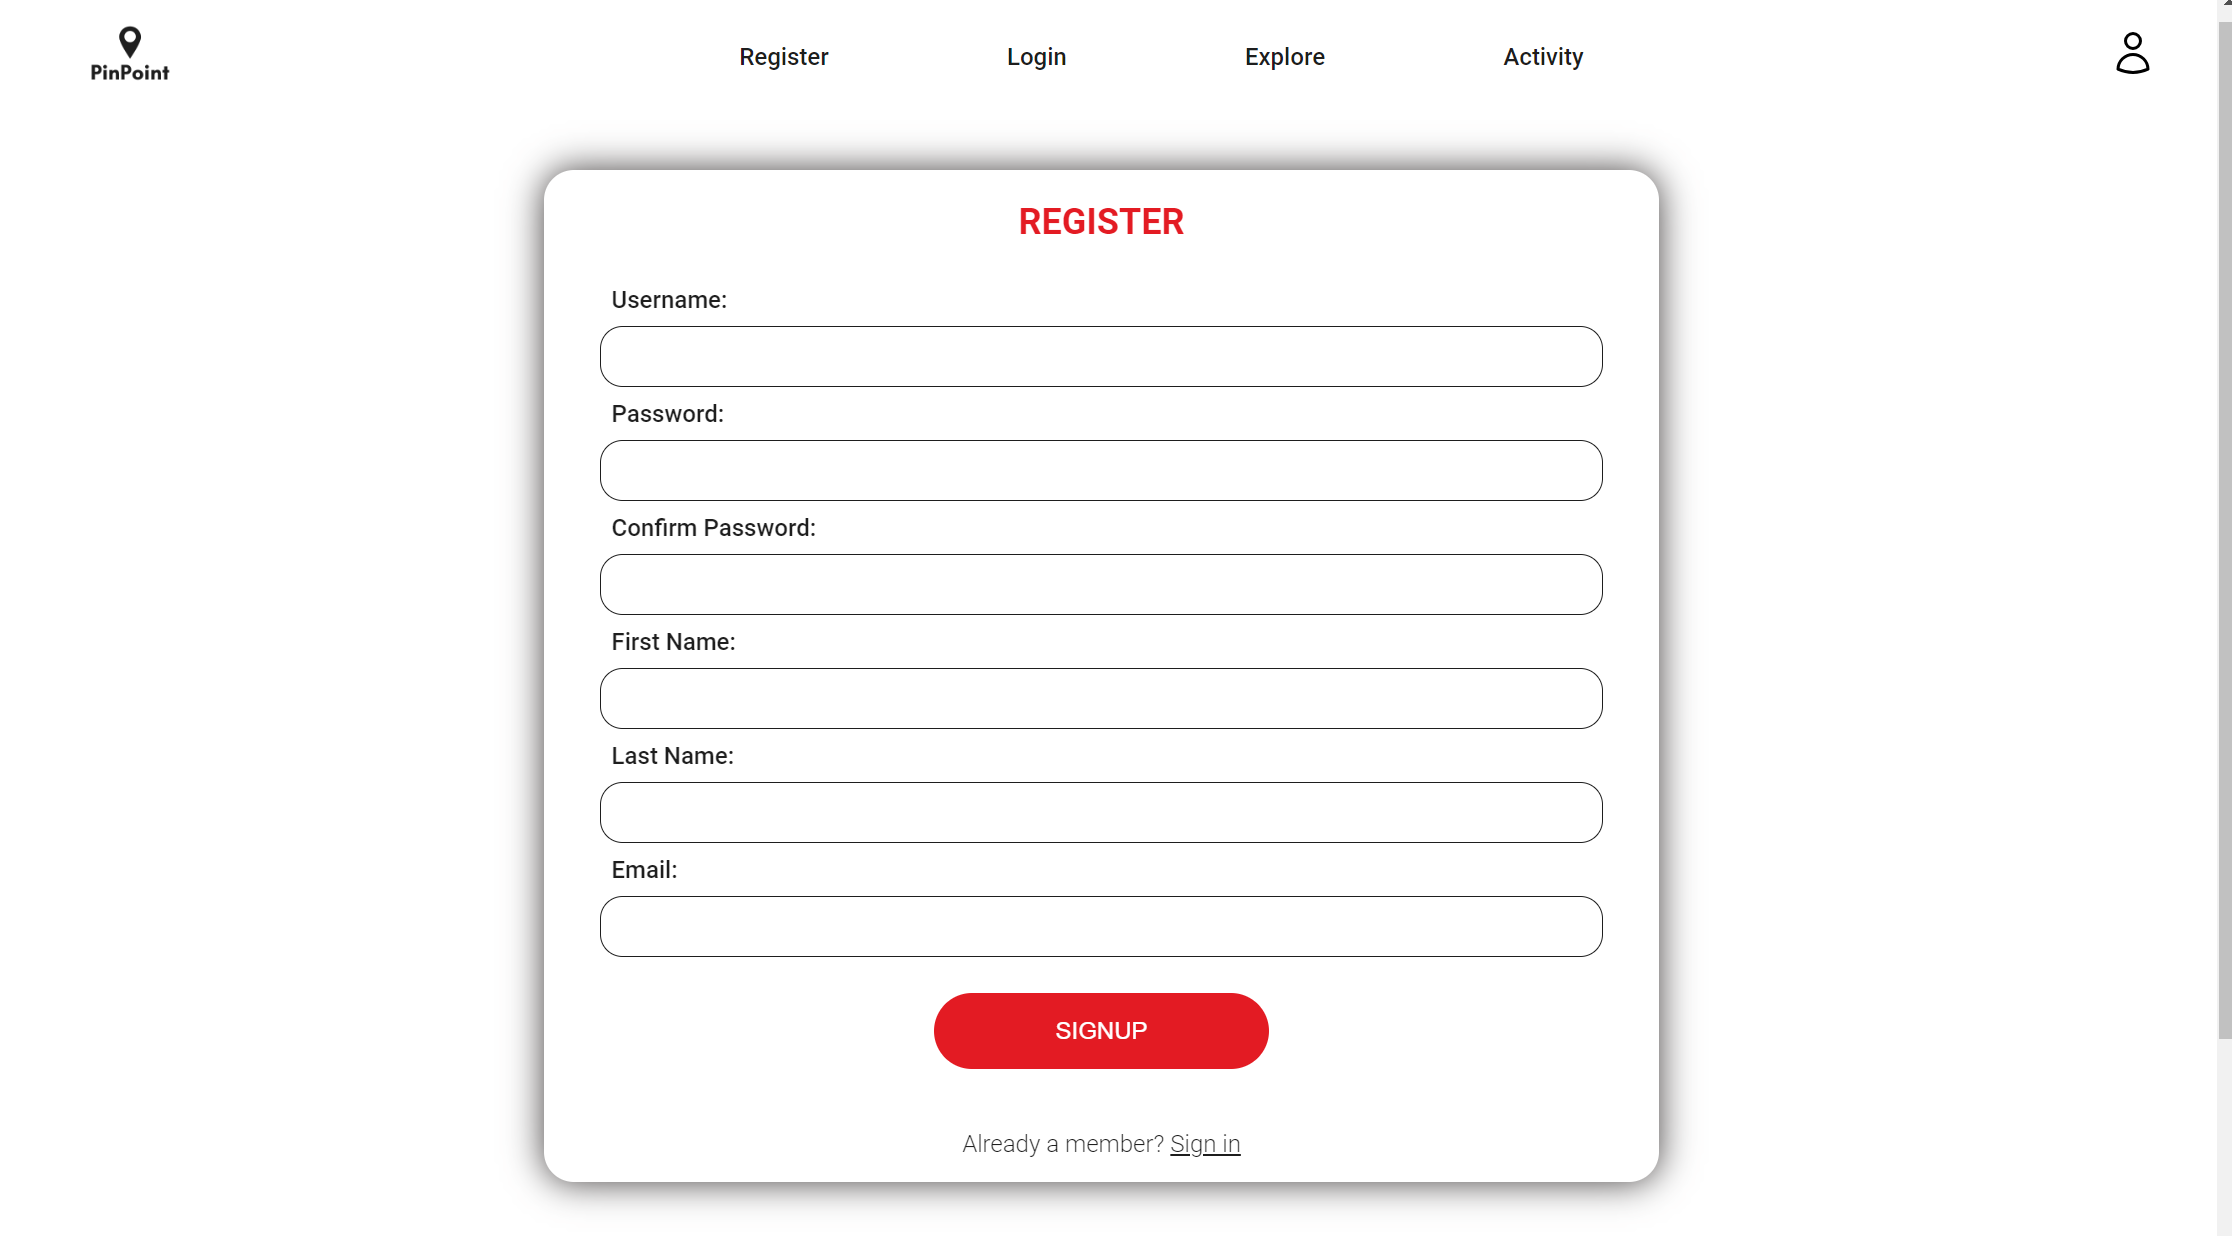 PinPoint
Register
Login
Explore
Activity
REGISTER
Username:
Password:
Confirm Password:
First Name:
Last Name:
Email:
SIGNUP
Already a member? Sign in